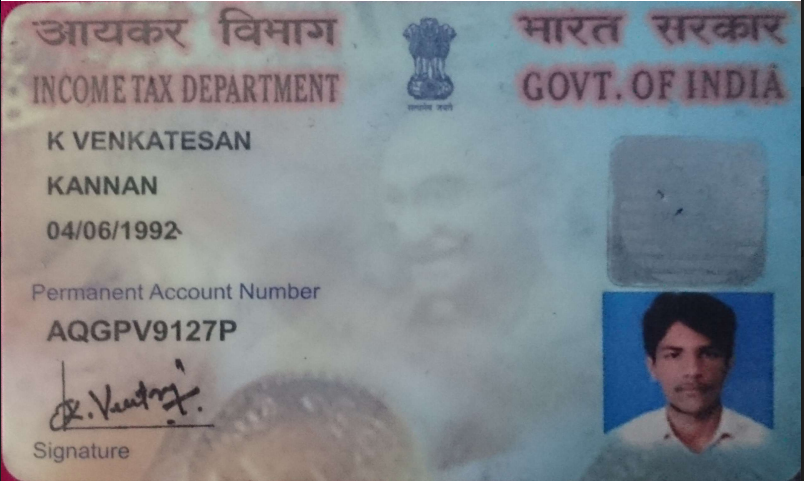 आयकर विभाग
भारत सरकार
INCOME TAX DEPARTMENT
GOVT. OF INDIA
सत्यमेव जयते
K VENKATESAN
KANNAN
04/06/1992
Permanent Account Number
AQGPV9127P
Signature